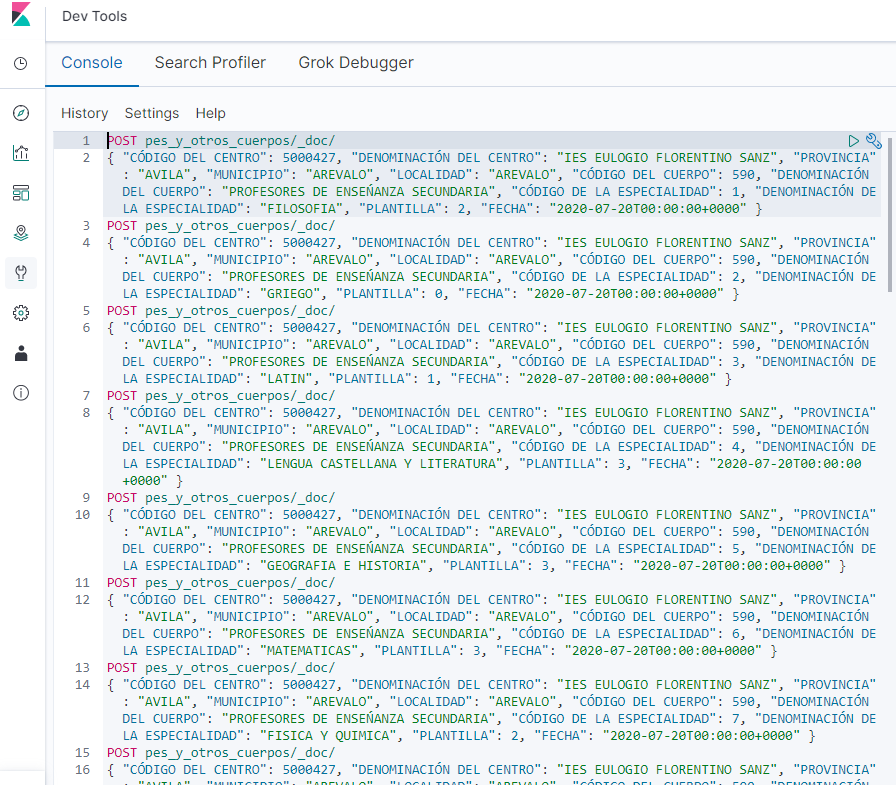 Dev Tools
Console Search Profiler Grok Debugger
History Settings Help
1 POST pes_y_otros_cuerpos/_doc/
2 { "CÓDIGO DEL CENTRO": 5000427, "DENOMINACIÓN DEL CENTRO": "IES EULOGIO FLORENTINO SANZ", "PROVINCIA"
: "AVILA", "MUNICIPIO": "AREVALO", "LOCALIDAD": "AREVALO", "CÓDIGO DEL CUERPO": 590, "DENOMINACIÓN
DEL CUERPO": "PROFESORES DE ENSEÑANZA SECUNDARIA", "CÓDIGO DE LA ESPECIALIDAD": 1, "DENOMINACIÓN DE
LA ESPECIALIDAD": "FILOSOFIA", "PLANTILLA": 2, "FECHA": "2020-07-20T00:00:00+0000" }
3 POST pes_y_otros_cuerpos/_doc/
4 { "CÓDIGO DEL CENTRO": 5000427, "DENOMINACIÓN DEL CENTRO": "IES EULOGIO FLORENTINO SANZ", "PROVINCIA"
: "AVILA", "MUNICIPIO": "AREVALO", "LOCALIDAD": "AREVALO", "CÓDIGO DEL CUERPO": 590, "DENOMINACIÓN
DEL CUERPO": "PROFESORES DE ENSEÑANZA SECUNDARIA", "CÓDIGO DE LA ESPECIALIDAD": 2, "DENOMINACIÓN DE
LA ESPECIALIDAD": "GRIEGO", "PLANTILLA": 0, "FECHA": "2020-07-20T00:00:00+0000" }
5 POST pes_y_otros_cuerpos/_doc/
6 { "CÓDIGO DEL CENTRO": 5000427, "DENOMINACIÓN DEL CENTRO": "IES EULOGIO FLORENTINO SANZ", "PROVINCIA"
: "AVILA", "MUNICIPIO": "AREVALO", "LOCALIDAD": "AREVALO", "CÓDIGO DEL CUERPO": 590, "DENOMINACIÓN
DEL CUERPO": "PROFESORES DE ENSEÑANZA SECUNDARIA", "CÓDIGO DE LA ESPECIALIDAD": 3, "DENOMINACIÓN DE
LA ESPECIALIDAD": "LATIN", "PLANTILLA": 1, "FECHA": "2020-07-20T00:00:00+0000" }
7 POST pes_y_otros_cuerpos/_doc/
8 { "CÓDIGO DEL CENTRO": 5000427, "DENOMINACIÓN DEL CENTRO": "IES EULOGIO FLORENTINO SANZ", "PROVINCIA"
: "AVILA", "MUNICIPIO": "AREVALO", "LOCALIDAD": "AREVALO", "CÓDIGO DEL CUERPO": 590, "DENOMINACIÓN
DEL CUERPO": "PROFESORES DE ENSEÑANZA SECUNDARIA", "CÓDIGO DE LA ESPECIALIDAD": 4, "DENOMINACIÓN DE
LA ESPECIALIDAD": "LENGUA CASTELLANA Y LITERATURA", "PLANTILLA": 3, "FECHA": "2020-07-20T00:00:00
+0000" }
9 POST pes_y_otros_cuerpos/_doc/
10 { "CÓDIGO DEL CENTRO": 5000427, "DENOMINACIÓN DEL CENTRO": "IES EULOGIO FLORENTINO SANZ", "PROVINCIA"
: "AVILA", "MUNICIPIO": "AREVALO", "LOCALIDAD": "AREVALO", "CÓDIGO DEL CUERPO": 590, "DENOMINACIÓN
DEL CUERPO": "PROFESORES DE ENSEÑANZA SECUNDARIA", "CÓDIGO DE LA ESPECIALIDAD": 5, "DENOMINACIÓN DE
LA ESPECIALIDAD": "GEOGRAFIA E HISTORIA", "PLANTILLA": 3, "FECHA": "2020-07-20T00:00:00+0000" }
11 POST pes_y_otros_cuerpos/_doc/
12 { "CÓDIGO DEL CENTRO": 5000427, "DENOMINACIÓN DEL CENTRO": "IES EULOGIO FLORENTINO SANZ", "PROVINCIA"
: "AVILA", "MUNICIPIO": "AREVALO", "LOCALIDAD": "AREVALO", "CÓDIGO DEL CUERPO": 590, "DENOMINACIÓN
DEL CUERPO": "PROFESORES DE ENSEÑANZA SECUNDARIA", "CÓDIGO DE LA ESPECIALIDAD": 6, "DENOMINACIÓN DE
LA ESPECIALIDAD": "MATEMATICAS", "PLANTILLA": 3, "FECHA": "2020-07-20T00:00:00+0000" }
13 POST pes_y_otros_cuerpos/_doc/
14 { "CÓDIGO DEL CENTRO": 5000427, "DENOMINACIÓN DEL CENTRO": "IES EULOGIO FLORENTINO SANZ", "PROVINCIA"
: "AVILA", "MUNICIPIO": "AREVALO", "LOCALIDAD": "AREVALO", "CÓDIGO DEL CUERPO": 590, "DENOMINACIÓN
DEL CUERPO": "PROFESORES DE ENSEÑANZA SECUNDARIA", "CÓDIGO DE LA ESPECIALIDAD": 7, "DENOMINACIÓN DE
LA ESPECIALIDAD": "FISICA Y QUIMICA", "PLANTILLA": 2, "FECHA": "2020-07-20T00:00:00+0000" }
15 POST pes_y_otros_cuerpos/_doc/
16 { "CÓDIGO DEL CENTRO": 5000427, "DENOMINACIÓN DEL CENTRO": "IES EULOGIO FLORENTINO SANZ", "PROVINCIA"